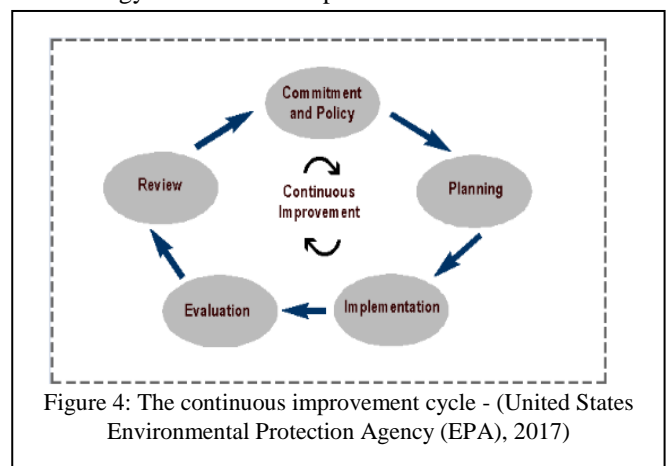 Commitment
and Policy
Review
Continuous
Improvement
Planning
Evaluation
Implementation
Figure 4: The continuous improvement cycle - (United States
Environmental Protection Agency (EPA), 2017)